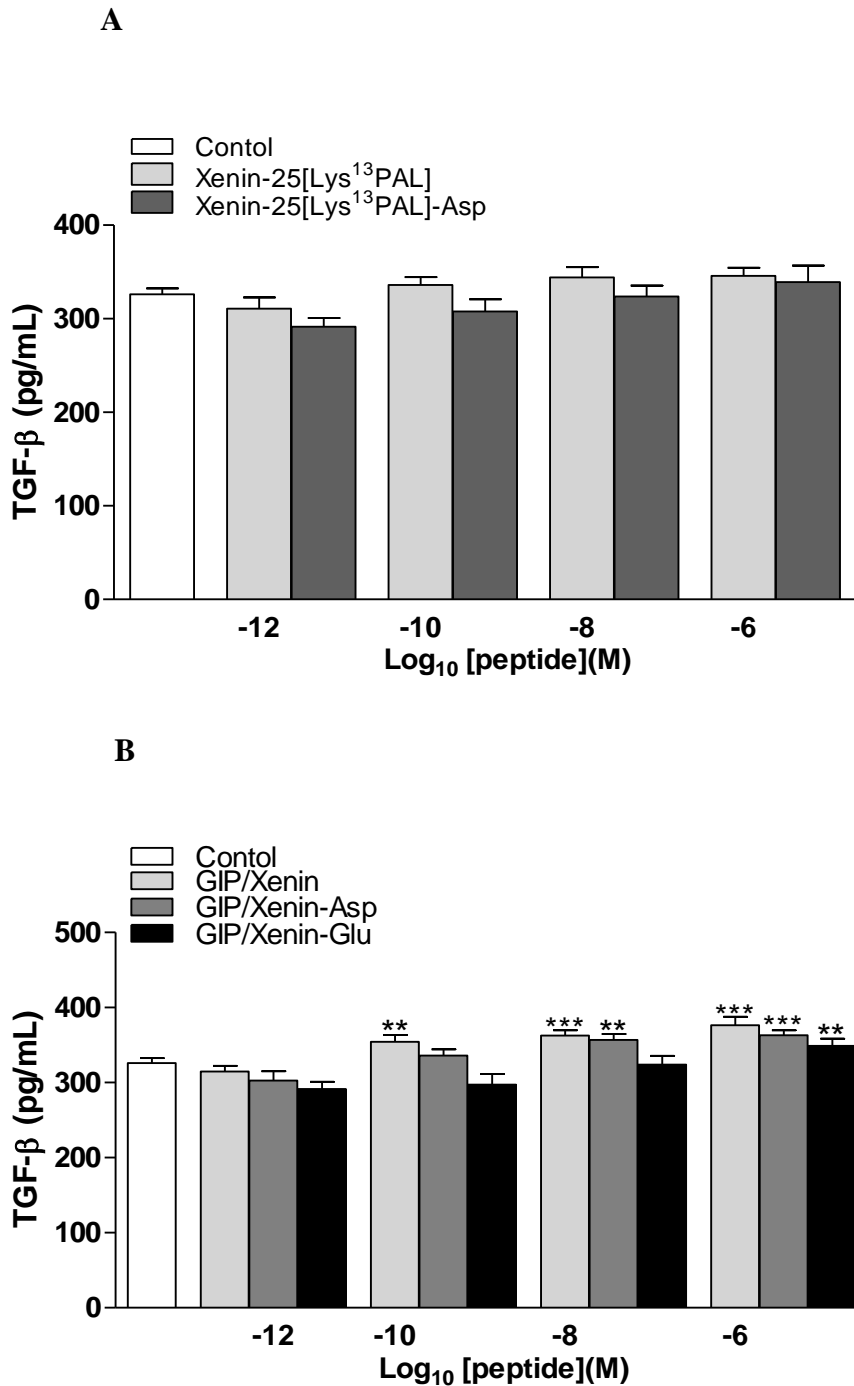 A
Contol
Xenin-25[Lys¹³PAL]
Xenin-25[Lys¹³PAL]-Asp
TGF-β (pg/mL)
400
300
200
100
0
-12 -10 -8 -6
Log₁₀ [peptide](M)
B
Contol
GIP/Xenin
GIP/Xenin-Asp
GIP/Xenin-Glu
TGF-β (pg/mL)
500
400
300
200
100
0
** *** ** *** *** **
-12 -10 -8 -6
Log₁₀ [peptide](M)